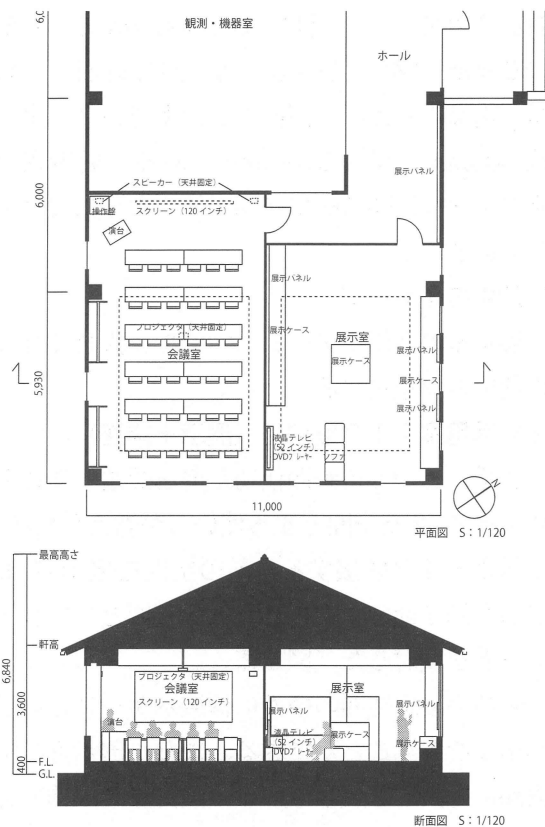 観測・機器室
ホール
6,0
6,000
5,930
スピーカー（天井固定）
操作盤
スクリーン（120 インチ）
演台
展示パネル
プロジェクタ（天井固定）
会議室
展示パネル
展示ケース
展示室
展示ケース
展示パネル
展示ケース
展示パネル
液晶テレビ
（52 インチ）
DVDプレーヤー
ソファ
11,000
N
平面図 S：1/120
最高高さ
軒高
6,840
3,600
400
F.L.
G.L.
プロジェクタ（天井固定）
会議室
スクリーン（120 インチ）
演台
展示室
展示パネル
展示パネル
液晶テレビ
（52 インチ）
DVDプレーヤー
展示ケース
展示ケース
断面図 S：1/120